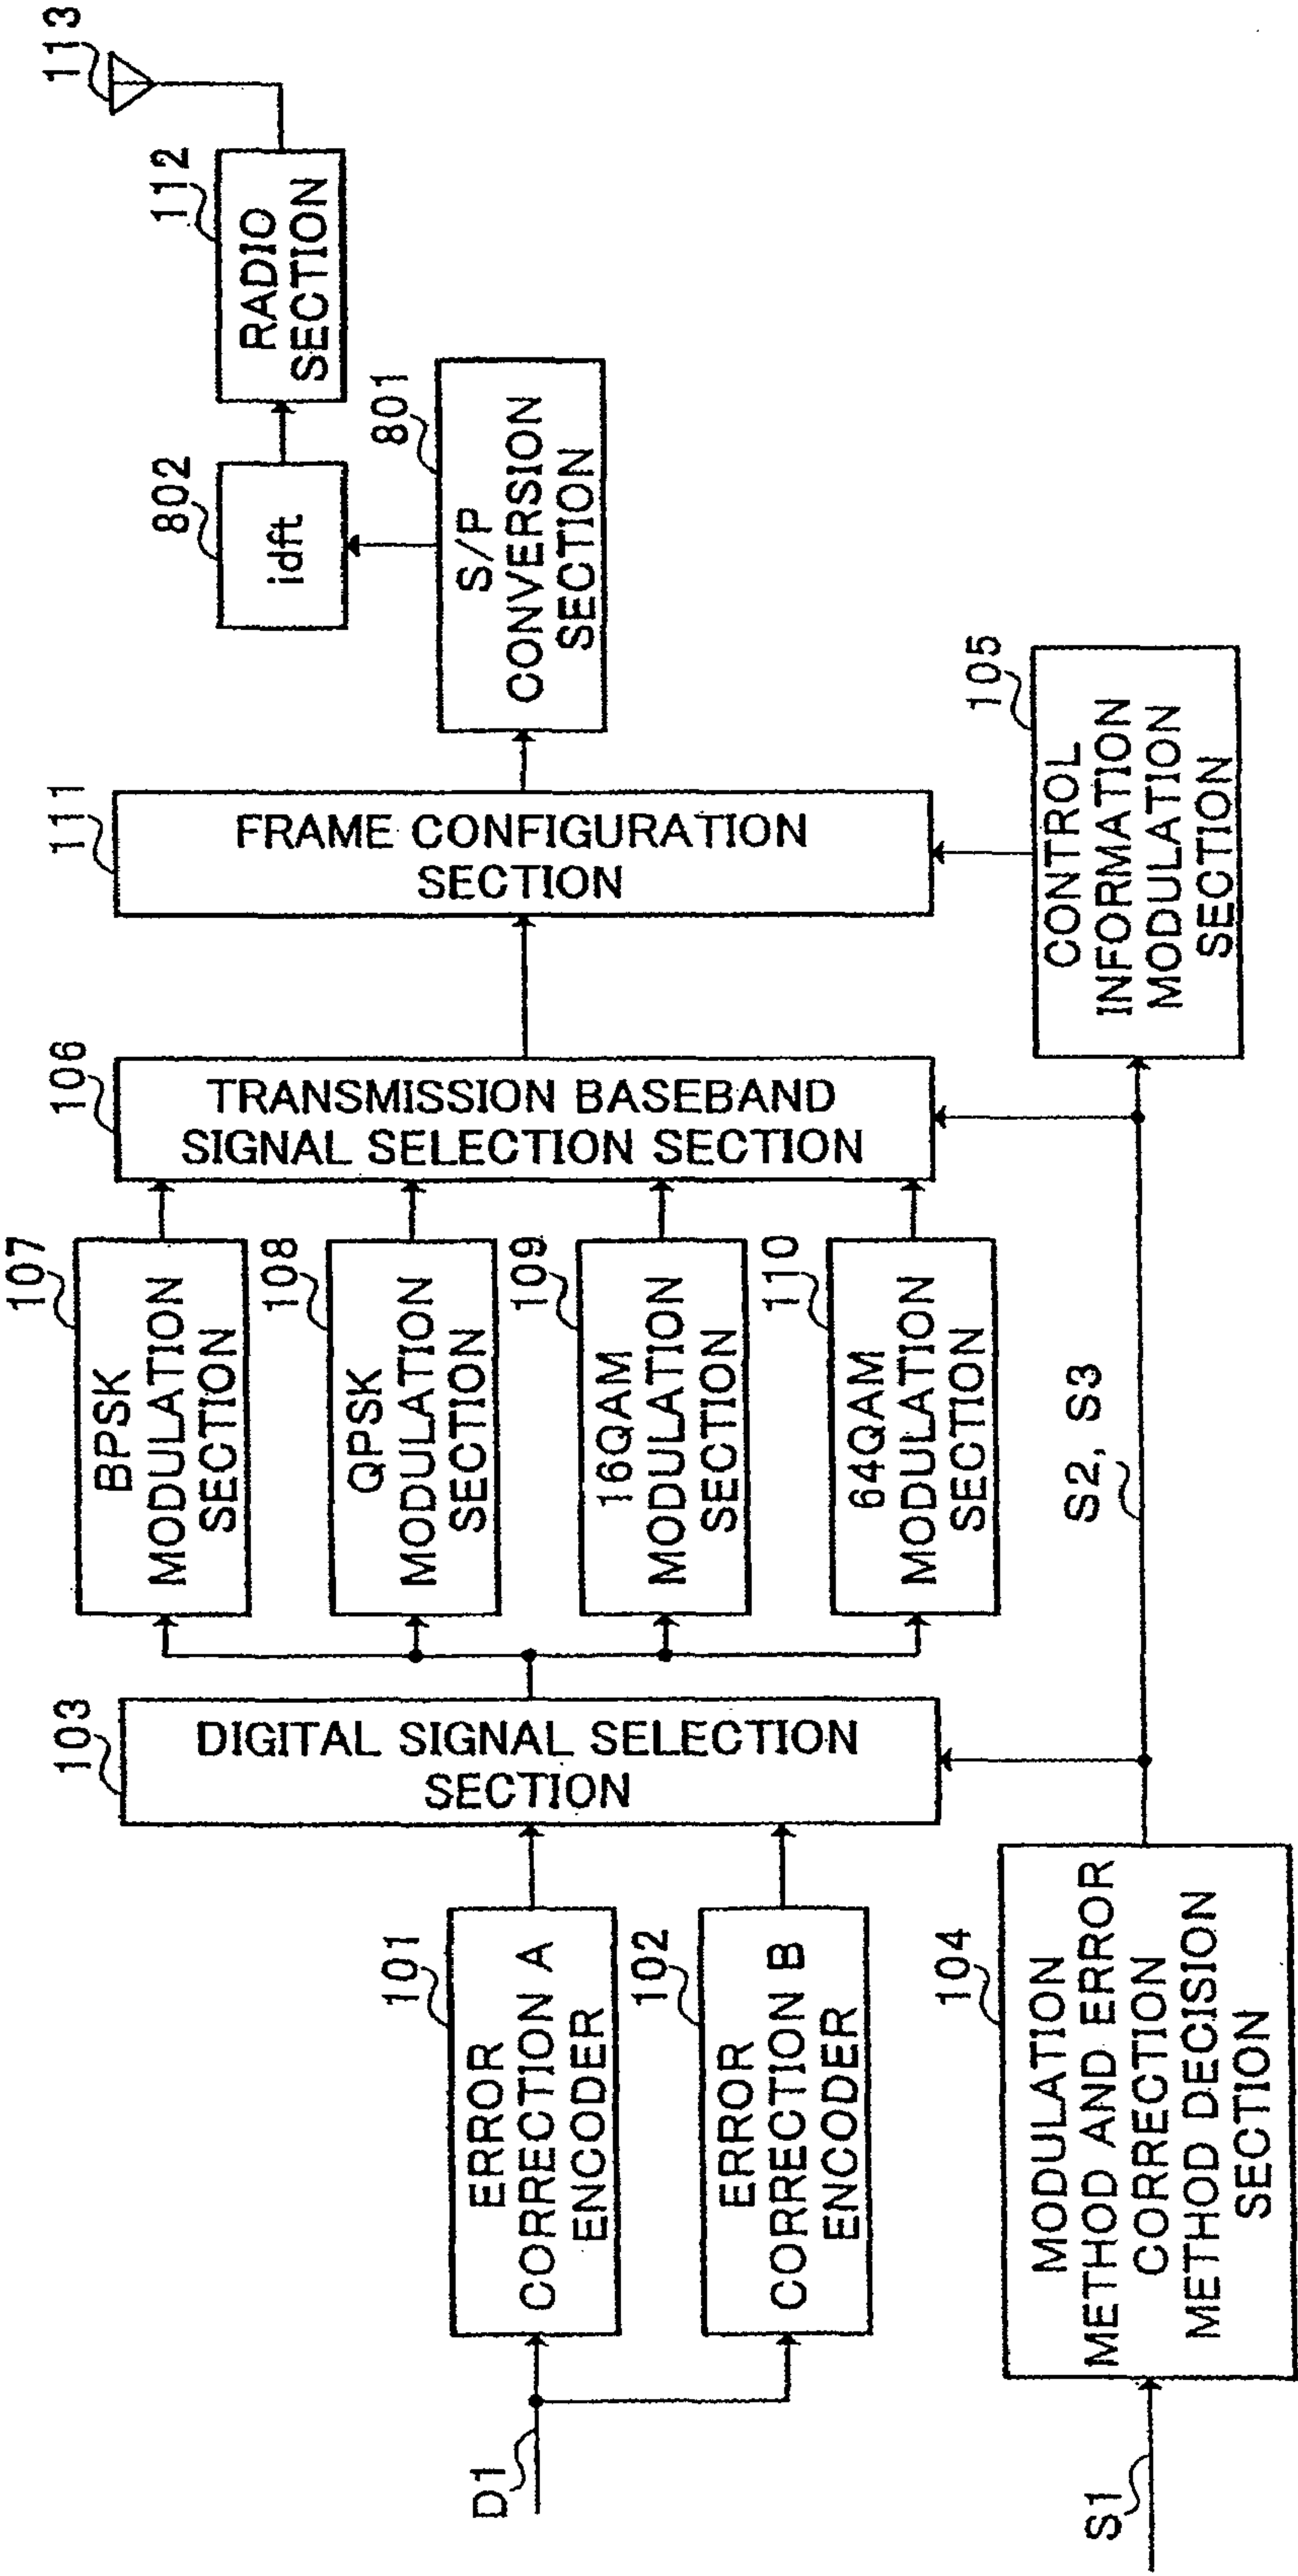 D1
101
ERROR
CORRECTION A
ENCODER
102
ERROR
CORRECTION B
ENCODER
S1
104
MODULATION
METHOD AND ERROR
CORRECTION
METHOD DECISION
SECTION
103
DIGITAL SIGNAL SELECTION
SECTION
107
BPSK
MODULATION
SECTION
108
QPSK
MODULATION
SECTION
109
16QAM
MODULATION
SECTION
110
64QAM
MODULATION
SECTION
S2, S3
106
TRANSMISSION BASEBAND
SIGNAL SELECTION SECTION
111
FRAME CONFIGURATION
SECTION
105
CONTROL
INFORMATION
MODULATION
SECTION
801
S/P
CONVERSION
SECTION
802
idft
112
RADIO
SECTION
113